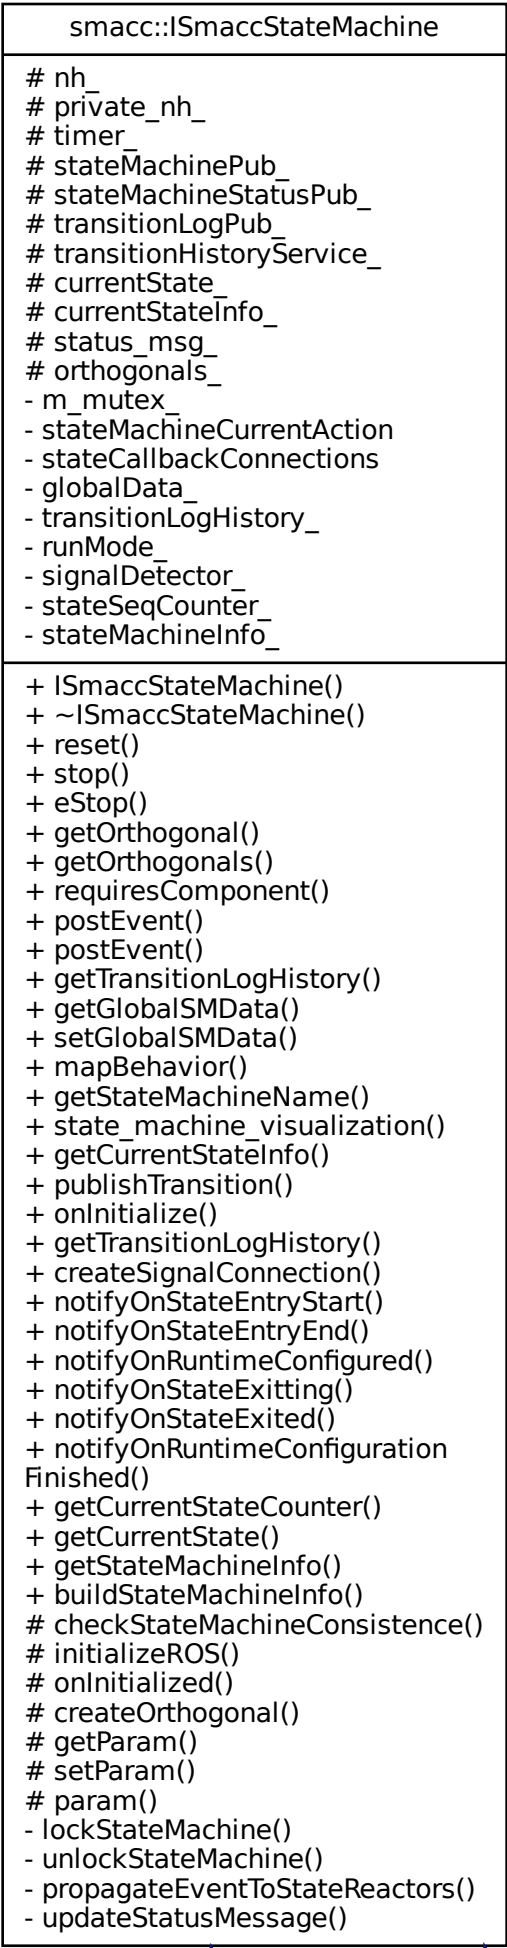 smacc::ISmaccStateMachine
# nh_
# private_nh_
# timer_
# stateMachinePub_
# stateMachineStatusPub_
# transitionLogPub_
# transitionHistoryService_
# currentState_
# currentStateInfo_
# status_msg_
# orthogonals_
- m_mutex_
- stateMachineCurrentAction
- stateCallbackConnections
- globalData_
- transitionLogHistory_
- runMode_
- signalDetector_
- stateSeqCounter_
- stateMachineInfo_
+ ISmaccStateMachine()
+ ~ISmaccStateMachine()
+ reset()
+ stop()
+ eStop()
+ getOrthogonal()
+ getOrthogonals()
+ requiresComponent()
+ postEvent()
+ postEvent()
+ getTransitionLogHistory()
+ getGlobalSMData()
+ setGlobalSMData()
+ mapBehavior()
+ getStateMachineName()
+ state_machine_visualization()
+ getCurrentStateInfo()
+ publishTransition()
+ onInitialize()
+ getTransitionLogHistory()
+ createSignalConnection()
+ notifyOnStateEntryStart()
+ notifyOnStateEntryEnd()
+ notifyOnRuntimeConfigured()
+ notifyOnStateExitting()
+ notifyOnStateExited()
+ notifyOnRuntimeConfiguration
Finished()
+ getCurrentStateCounter()
+ getCurrentState()
+ getStateMachineInfo()
+ buildStateMachineInfo()
# checkStateMachineConsistence()
# initializeROS()
# onInitialized()
# createOrthogonal()
# getParam()
# setParam()
# param()
- lockStateMachine()
- unlockStateMachine()
- propagateEventToStateReactors()
- updateStatusMessage()